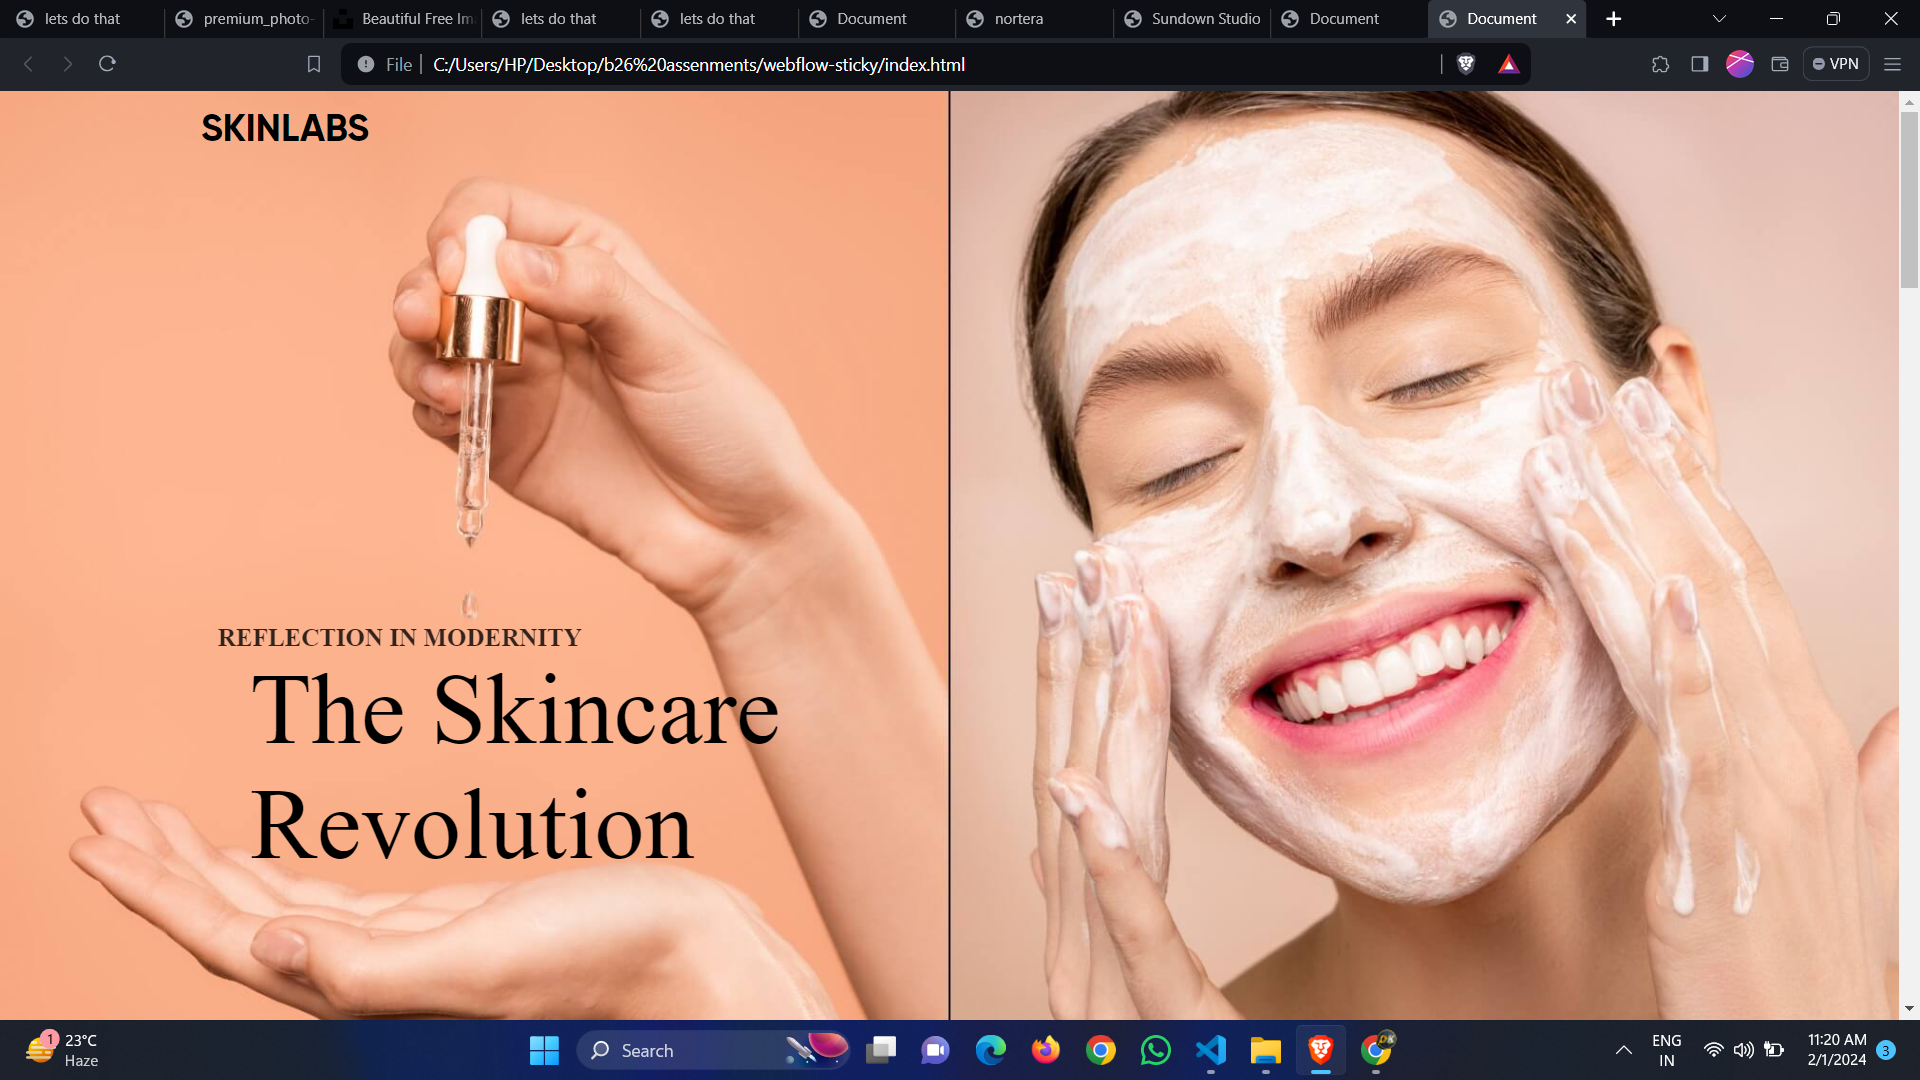 lets do that
premium_photo-
Beautiful Free Im
lets do that
lets do that
Document
nortera
Sundown Studio
Document
Document
File
C:/Users/HP/Desktop/b26%20assenments/webflow-sticky/index.html
VPN
SKINLABS
REFLECTION IN MODERNITY
The Skincare
Revolution
1
23°C
Haze
Search
DK
ENG
IN
11:20 AM
2/1/2024
3